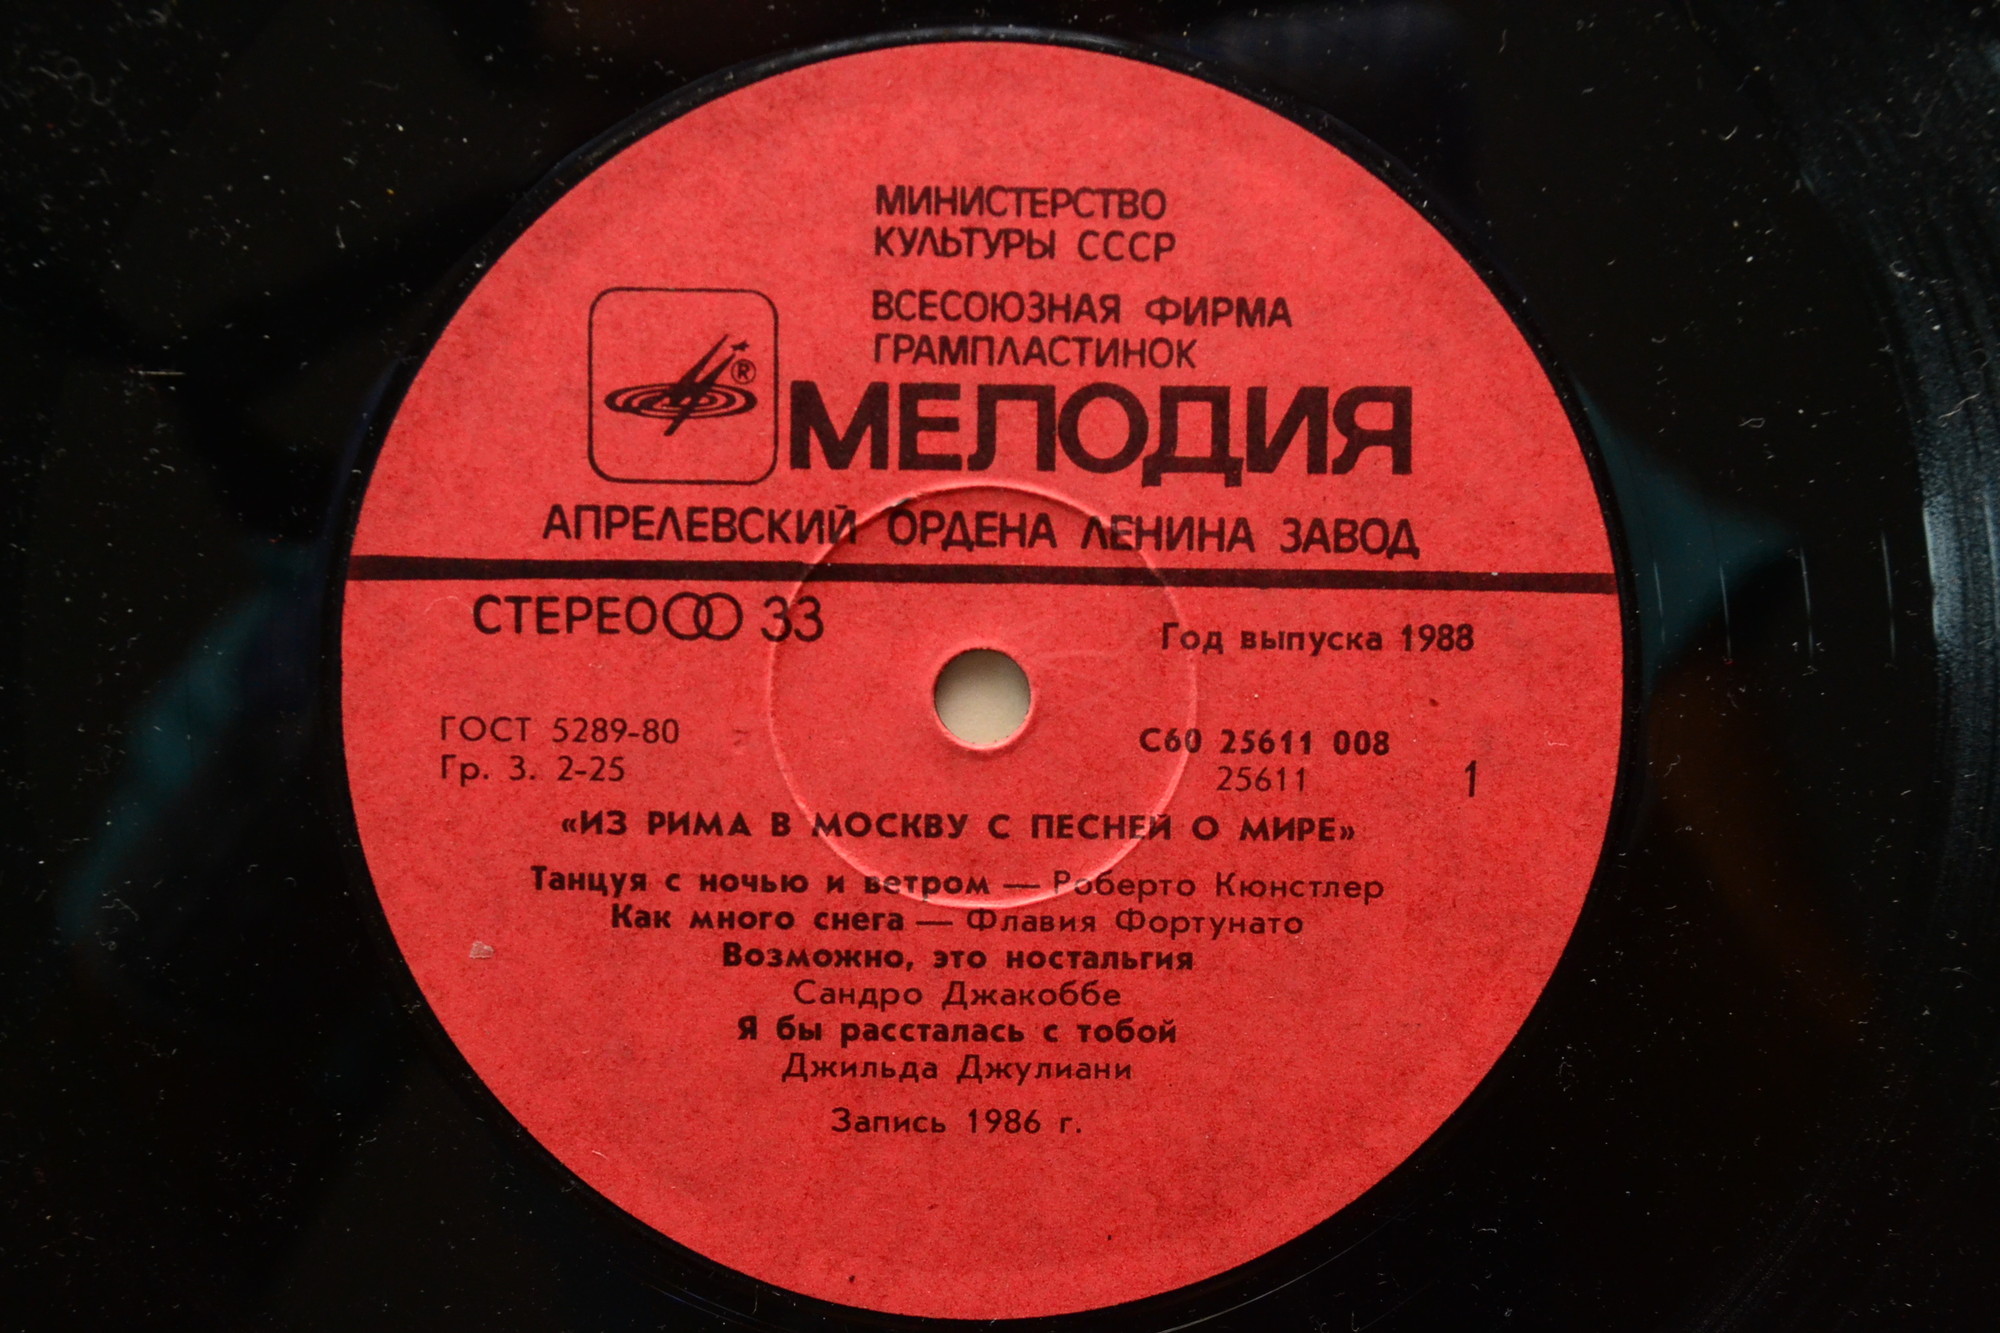 МИНИСТЕРСТВО
КУЛЬТУРЫ СССР
ВСЕСОЮЗНАЯ ФИРМА
ГРАМПЛАСТИНОК
®
МЕЛОДИЯ
АПРЕЛЕВСКИЙ ОРДЕНА ЛЕНИНА ЗАВОД
СТЕРЕО 33
Год выпуска 1988
ГОСТ 5289-80
Гр. 3. 2-25
С60 25611 008
25611
1
«ИЗ РИМА В МОСКВУ С ПЕСНЕЙ О МИРЕ»
Танцуя с ночью и ветром — Роберто Кюнстлер
Как много снега — Флавия Фортунато
Возможно, это ностальгия
Сандро Джакоббе
Я бы рассталась с тобой
Джильда Джулиани
Запись 1986 г.